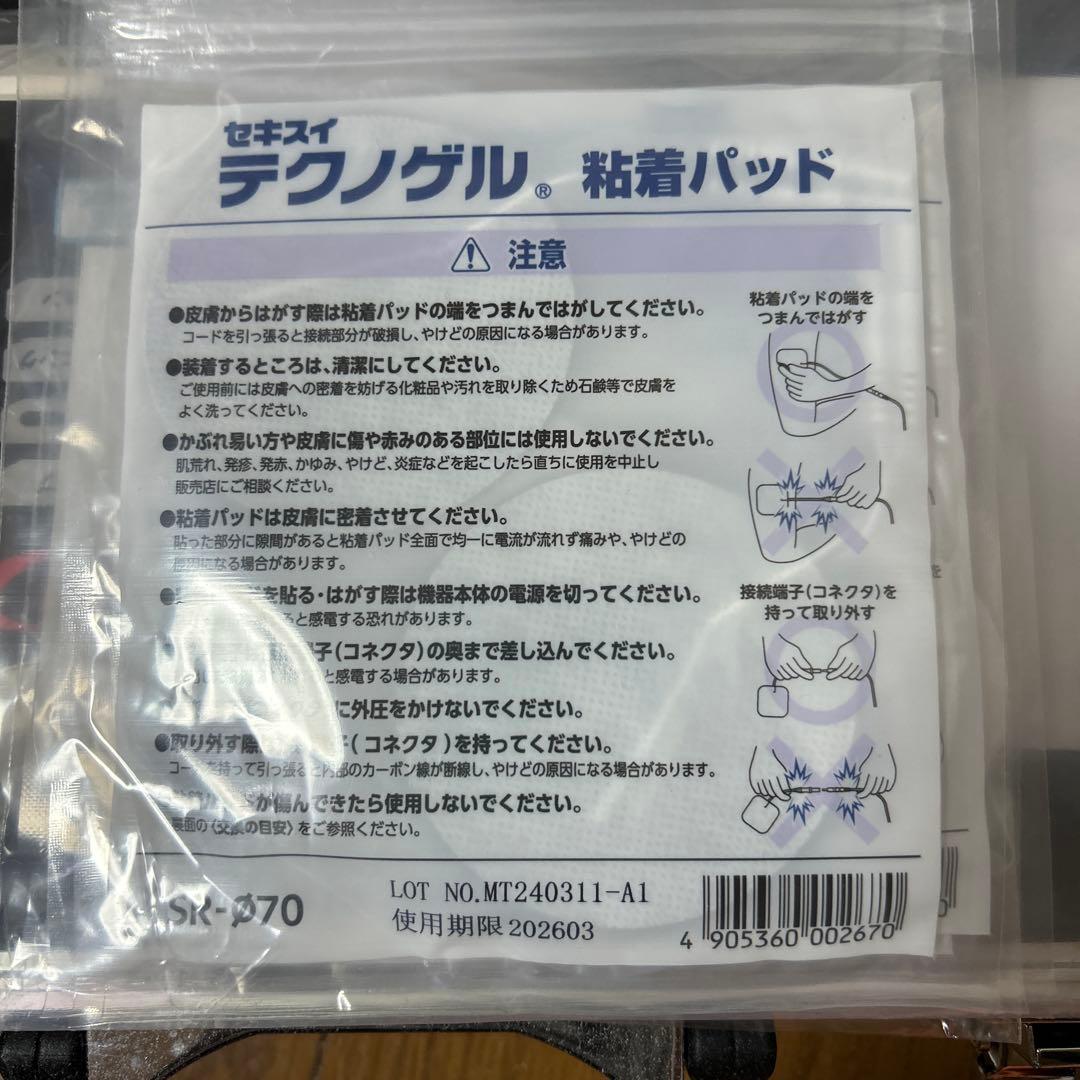 セキスイ
テクノゲル® 粘着パッド
注意
●皮膚からはがす際は粘着パッドの端をつまんではがしてください。
コードを引っ張ると接続部分が破損し、やけどの原因になる場合があります。
●装着するところは、清潔にしてください。
ご使用前には皮膚への密着を妨げる化粧品や汚れを取り除くため石鹸等で皮膚を
よく洗ってください。
●かぶれ易い方や皮膚に傷や赤みのある部位には使用しないでください。
肌荒れ、発疹、発赤、かゆみ、やけど、炎症などを起こしたら直ちに使用を中止し
販売店にご相談ください。
●粘着パッドは皮膚に密着させてください。
貼った部分に隙間があると粘着パッド全面で均一に電流が流れず痛みや、やけどの
原因になる場合があります。
を貼る・はがす際は機器本体の電源を切ってください。
ると感電する恐れがあります。
子(コネクタ)の奥まで差し込んでください。
と感電する場合があります。
に外圧をかけないでください。
●取り外す際 子(コネクタ)を持ってください。
コードを持って引っ張ると内部のカーボン線が断線し、やけどの原因になる場合があります。
が傷んできたら使用しないでください。
裏面の〈交換の目安〉をご参照ください。
粘着パッドの端を
つまんではがす
接続端子(コネクタ)を
持って取り外す
SR-Ø70
LOT NO.MT240311-A1
使用期限 202603
4 905360 002670